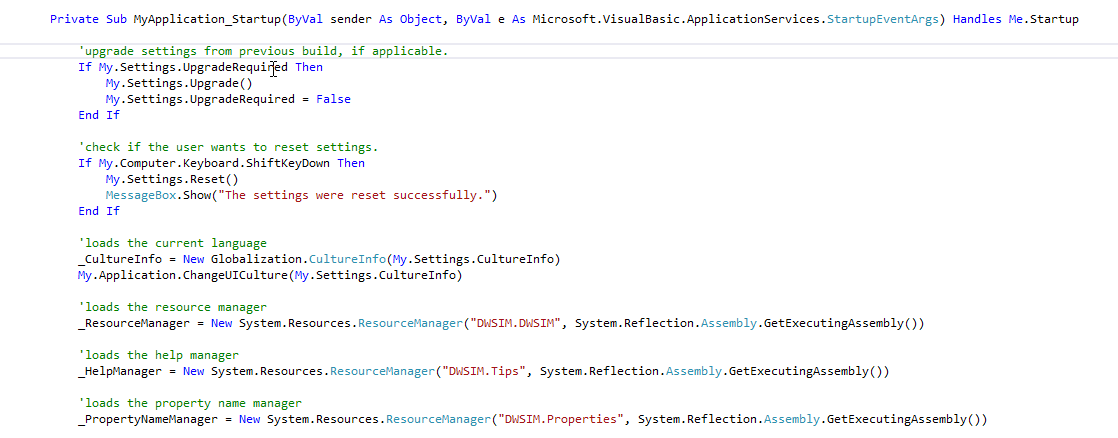 Private Sub MyApplication_Startup(ByVal sender As Object, ByVal e As Microsoft.VisualBasic.ApplicationServices.StartupEventArgs) Handles Me.Startup
'upgrade settings from previous build, if applicable.
If My.Settings.UpgradeRequired Then
My.Settings.Upgrade()
My.Settings.UpgradeRequired = False
End If
'check if the user wants to reset settings.
If My.Computer.Keyboard.ShiftKeyDown Then
My.Settings.Reset()
MessageBox.Show("The settings were reset successfully.")
End If
'loads the current language
_CultureInfo = New Globalization.CultureInfo(My.Settings.CultureInfo)
My.Application.ChangeUICulture(My.Settings.CultureInfo)
'loads the resource manager
_ResourceManager = New System.Resources.ResourceManager("DWSIM.DWSIM", System.Reflection.Assembly.GetExecutingAssembly())
'loads the help manager
_HelpManager = New System.Resources.ResourceManager("DWSIM.Tips", System.Reflection.Assembly.GetExecutingAssembly())
'loads the property name manager
_PropertyNameManager = New System.Resources.ResourceManager("DWSIM.Properties", System.Reflection.Assembly.GetExecutingAssembly())